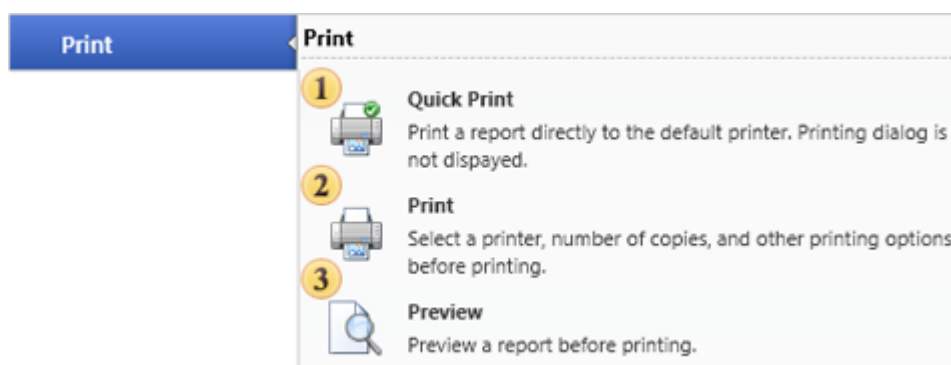 Print
Print
1
Quick Print
Print a report directly to the default printer. Printing dialog is
not dispayed.
2
Print
Select a printer, number of copies, and other printing options
before printing.
3
Preview
Preview a report before printing.